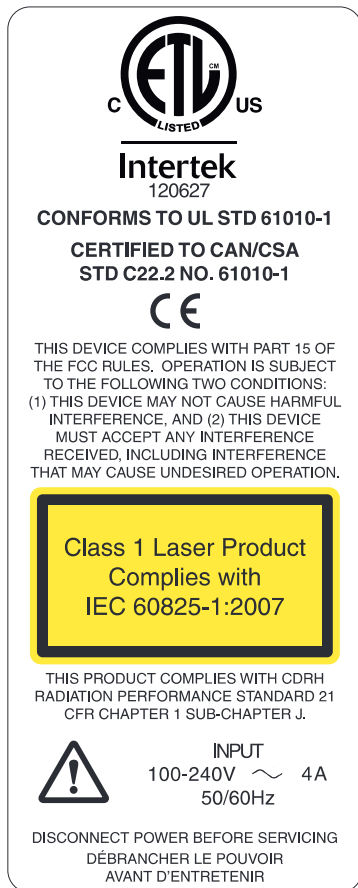 ETL CM
C US
LISTED
Intertek
120627
CONFORMS TO UL STD 61010-1
CERTIFIED TO CAN/CSA
STD C22.2 NO. 61010-1
CE
THIS DEVICE COMPLIES WITH PART 15 OF
THE FCC RULES. OPERATION IS SUBJECT
TO THE FOLLOWING TWO CONDITIONS:
(1) THIS DEVICE MAY NOT CAUSE HARMFUL
INTERFERENCE, AND (2) THIS DEVICE
MUST ACCEPT ANY INTERFERENCE
RECEIVED, INCLUDING INTERFERENCE
THAT MAY CAUSE UNDESIRED OPERATION.
Class 1 Laser Product
Complies with
IEC 60825-1:2007
THIS PRODUCT COMPLIES WITH CDRH
RADIATION PERFORMANCE STANDARD 21
CFR CHAPTER 1 SUB-CHAPTER J.
!
INPUT
100-240V ~ 4A
50/60Hz
DISCONNECT POWER BEFORE SERVICING
DÉBRANCHER LE POUVOIR
AVANT D'ENTRETENIR